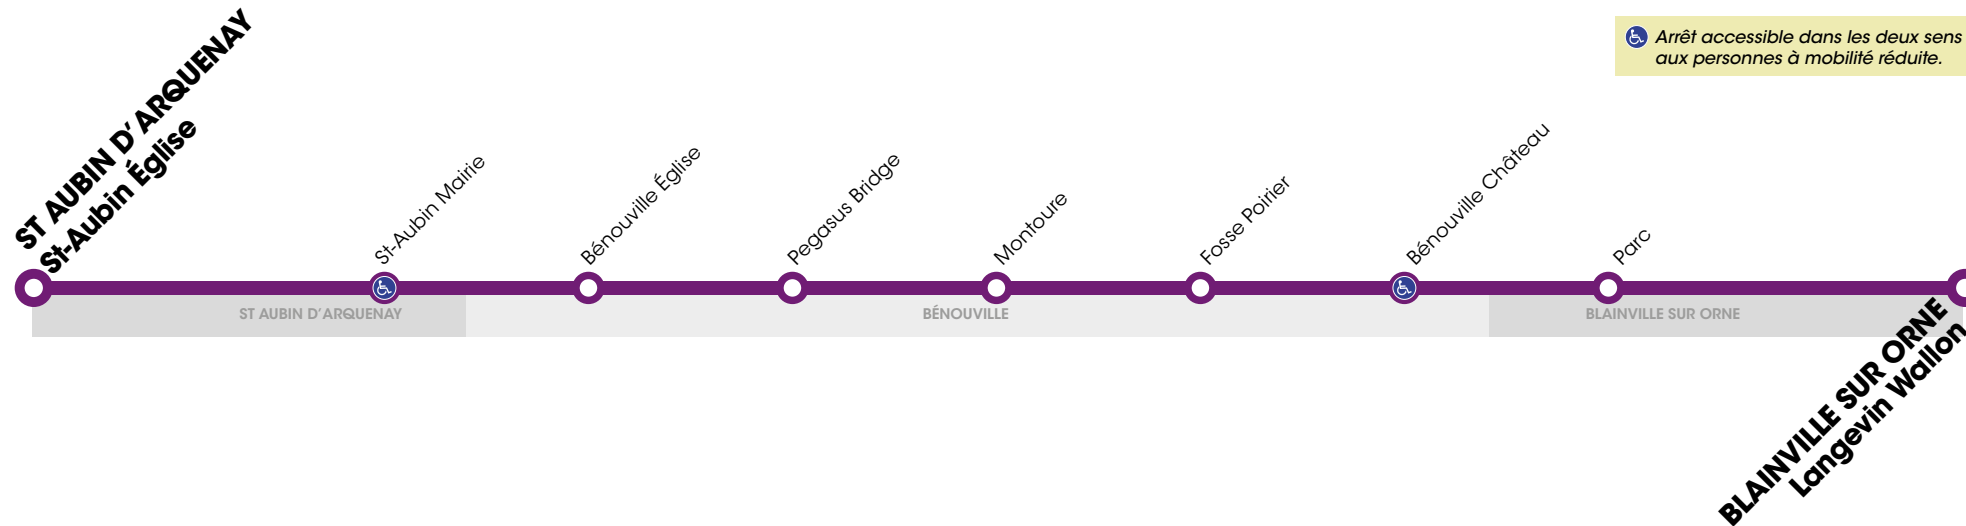 Arrêt accessible dans les deux sens
aux personnes à mobilité réduite.
ST AUBIN D'ARQUENAY
St-Aubin Église
St-Aubin Mairie
Bénouville Église
Pegasus Bridge
Montoure
Fosse Poirier
Bénouville Château
Parc
ST AUBIN D'ARQUENAY
BÉNOUVILLE
BLAINVILLE SUR ORNE
BLAINVILLE SUR ORNE
Langevin Wallon